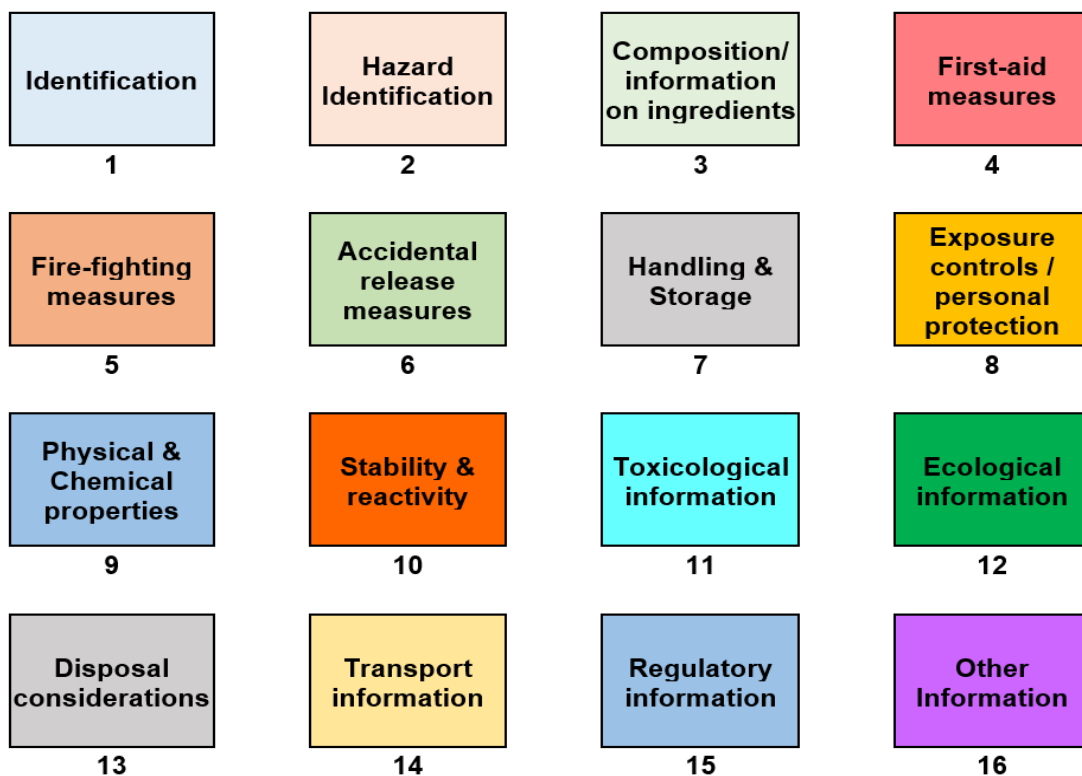 Identification
1
Hazard
Identification
2
Composition/
information
on ingredients
3
First-aid
measures
4
Fire-fighting
measures
5
Accidental
release
measures
6
Handling &
Storage
7
Exposure
controls /
personal
protection
8
Physical &
Chemical
properties
9
Stability &
reactivity
10
Toxicological
information
11
Ecological
information
12
Disposal
considerations
13
Transport
information
14
Regulatory
information
15
Other
Information
16